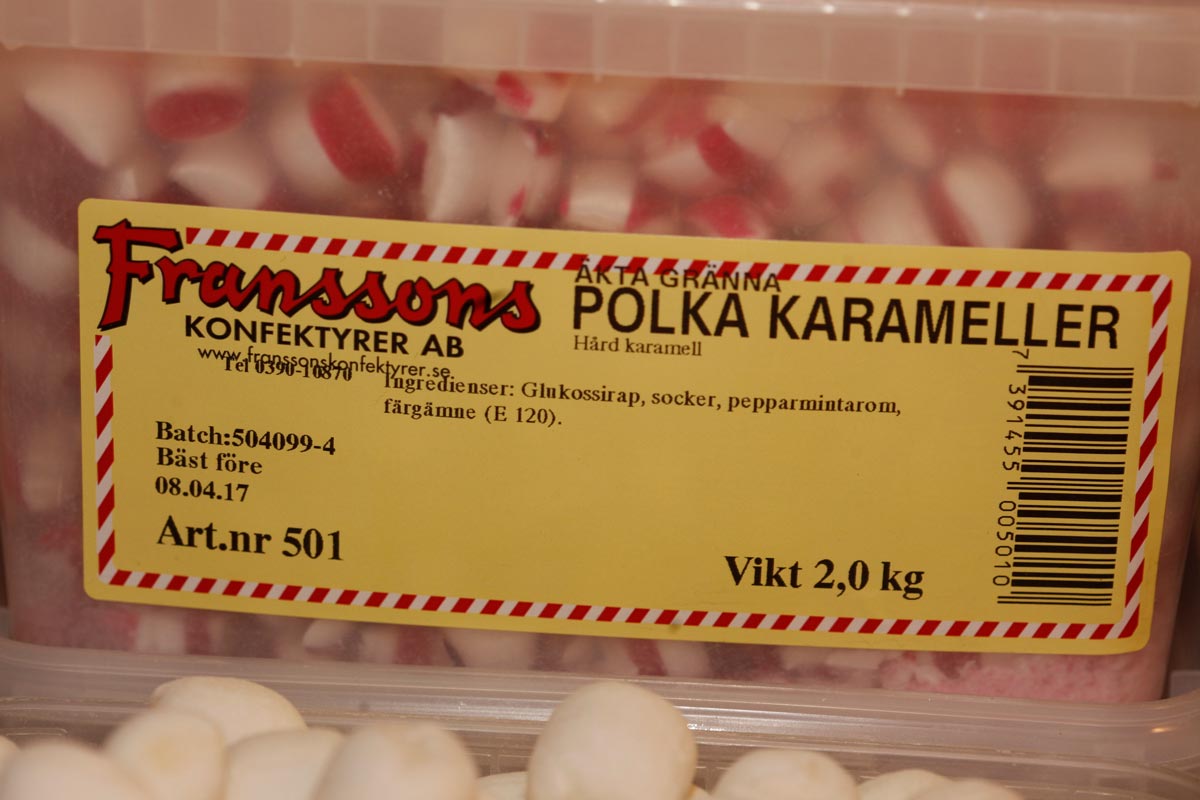 Franssons
KONFEKTYRER AB
www.franssonskonfektyrer.se
Tel 0390-10870
ÄKTA GRÄNNA
POLKA KARAMELLER
Hård karamell
Ingredienser: Glukossirap, socker, pepparmintarom,
färgämne (E 120).
Batch:504099-4
Bäst före
08.04.17
Art.nr 501
Vikt 2,0 kg
7 391455 005010